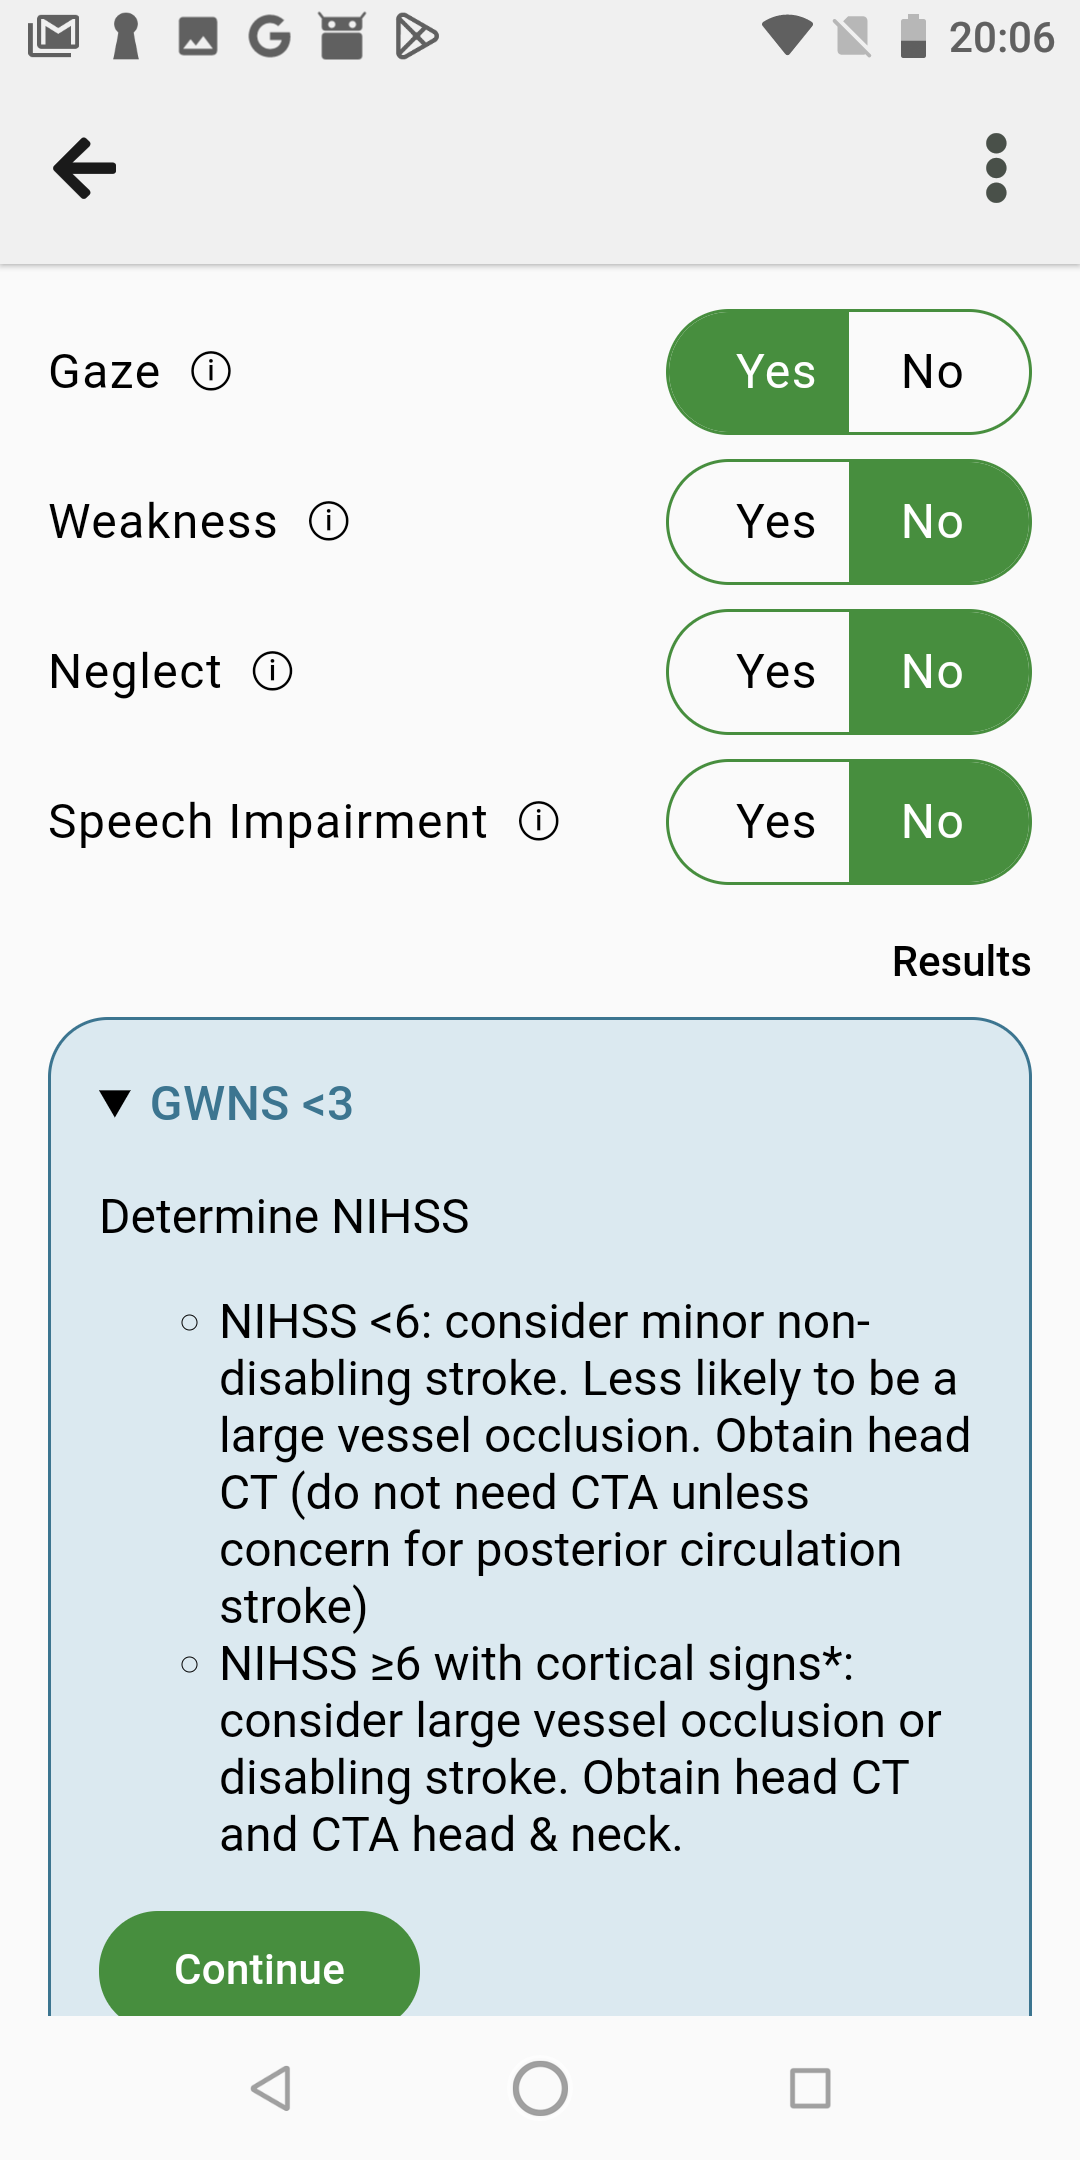 20:06
Gaze
Yes No
Weakness
Yes No
Neglect
Yes No
Speech Impairment
Yes No
Results
GWNS <3
Determine NIHSS
NIHSS <6: consider minor non-
disabling stroke. Less likely to be a
large vessel occlusion. Obtain head
CT (do not need CTA unless
concern for posterior circulation
stroke)
NIHSS ≥6 with cortical signs*:
consider large vessel occlusion or
disabling stroke. Obtain head CT
and CTA head & neck.
Continue